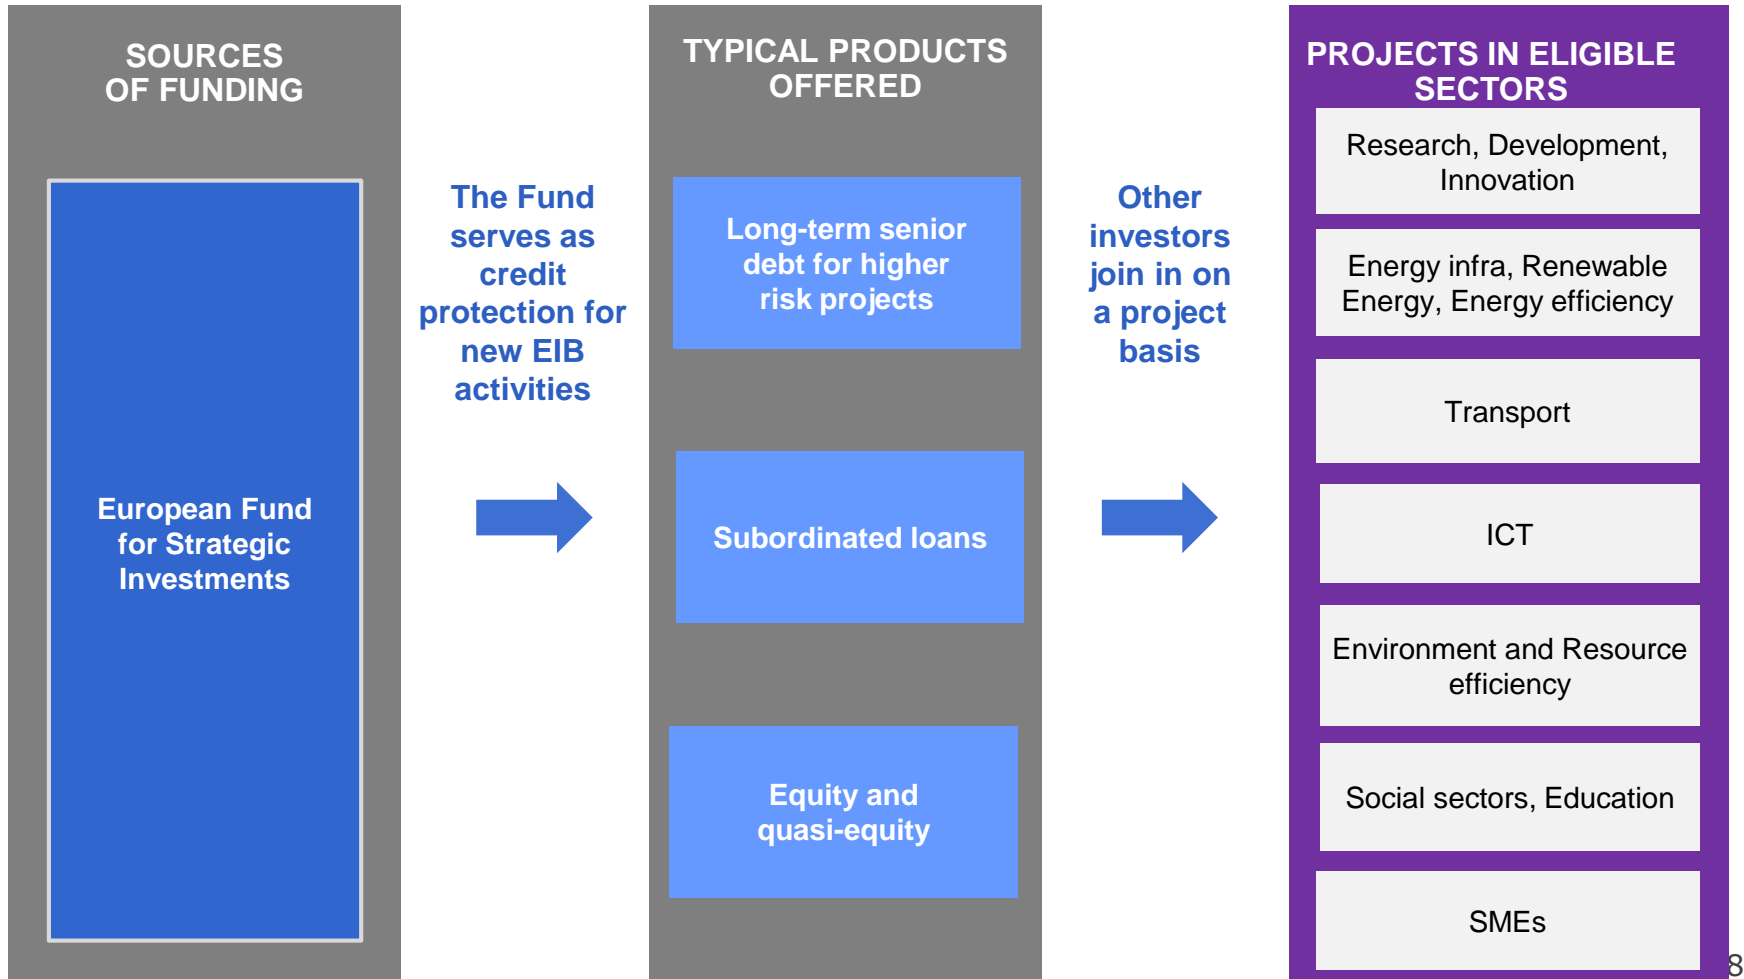 SOURCES
OF FUNDING
European Fund
for Strategic
Investments
The Fund
serves as
credit
protection for
new EIB
activities
TYPICAL PRODUCTS
OFFERED
Long-term senior
debt for higher
risk projects
Subordinated loans
Equity and
quasi-equity
Other
investors
join in on
a project
basis
PROJECTS IN ELIGIBLE
SECTORS
Research, Development,
Innovation
Energy infra, Renewable
Energy, Energy efficiency
Transport
ICT
Environment and Resource
efficiency
Social sectors, Education
SMEs
8